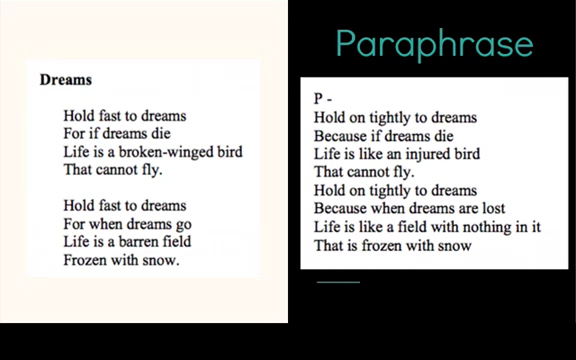 Dreams
Hold fast to dreams
For if dreams die
Life is a broken-winged bird
That cannot fly.
Hold fast to dreams
For when dreams go
Life is a barren field
Frozen with snow.
Paraphrase
P -
Hold on tightly to dreams
Because if dreams die
Life is like an injured bird
That cannot fly.
Hold on tightly to dreams
Because when dreams are lost
Life is like a field with nothing in it
That is frozen with snow